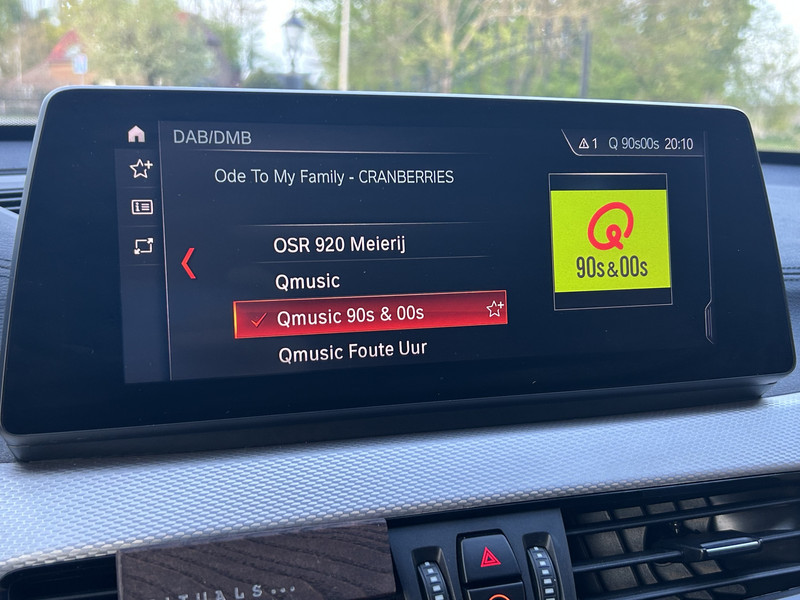 DAB/DMB
1 Q 90s00s 20:10
Ode To My Family - CRANBERRIES
OSR 920 Meierij
Qmusic
Qmusic 90s & 00s
Qmusic Foute Uur
90s&00s
RITUALS...